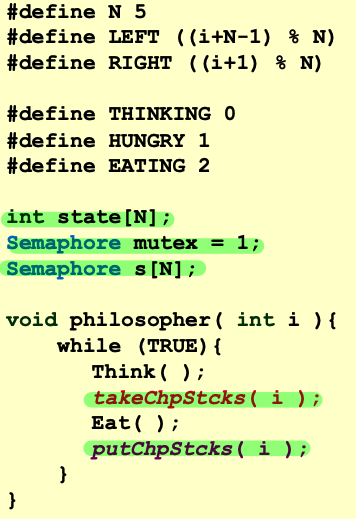 #define N 5
#define LEFT ((i+N-1) % N)
#define RIGHT ((i+1) % N)
#define THINKING 0
#define HUNGRY 1
#define EATING 2
int state[N];
Semaphore mutex = 1;
Semaphore s[N];
void philosopher( int i ){
while (TRUE){
Think( );
takeChpStcks( i );
Eat( );
putChpStcks( i );
}
}